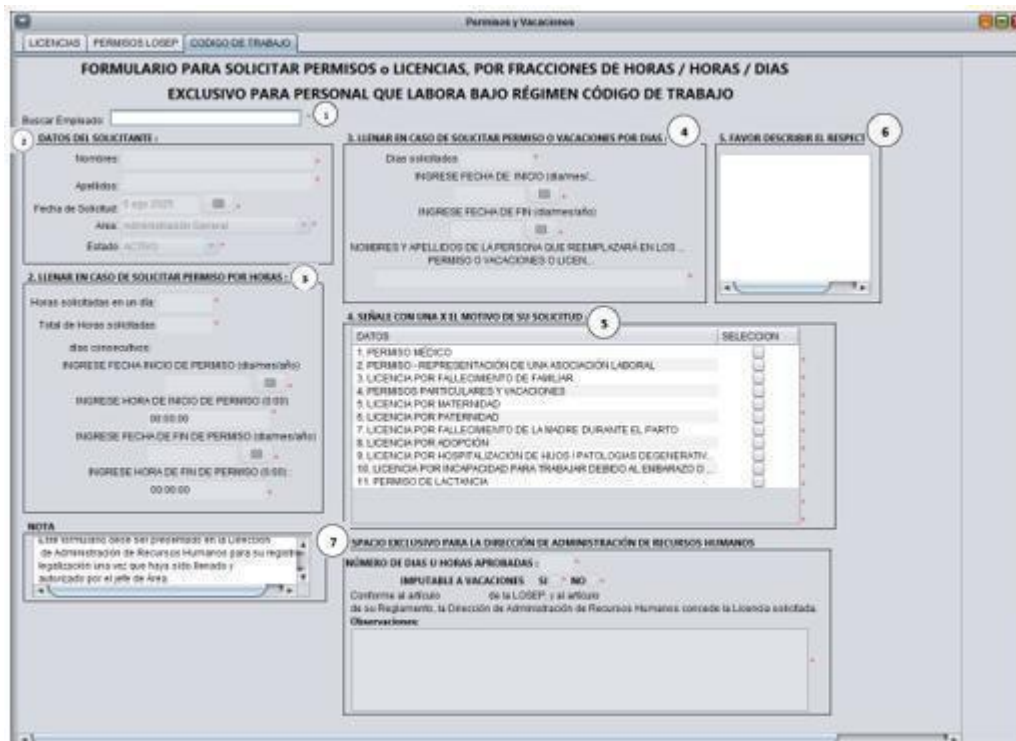 Permisos y Vacaciones
LICENCIAS PERMISOS LOSEP CODIGO DE TRABAJO
FORMULARIO PARA SOLICITAR PERMISOS o LICENCIAS, POR FRACCIONES DE HORAS / HORAS / DIAS
EXCLUSIVO PARA PERSONAL QUE LABORA BAJO RÉGIMEN CÓDIGO DE TRABAJO
Buscar Empleado: 1
2 DATOS DEL SOLICITANTE :
Nombres:
Apellidos:
Fecha de Solicitud:
Area: Administración General
Estado: ACTIVO
2. LLENAR EN CASO DE SOLICITAR PERMISO POR HORAS : 3
Horas solicitadas en un día:
Total de Horas solicitadas
días consecutivos:
INGRESE FECHA INICIO DE PERMISO (dia/mes/año)
INGRESE HORA DE INICIO DE PERMISO (0:00)
00:00:00
INGRESE FECHA DE FIN DE PERMISO (dia/mes/año)
INGRESE HORA DE FIN DE PERMISO (0:00) :
00:00:00
NOTA
Este formulario debe ser presentado en la Dirección
de Administración de Recursos Humanos para su registro
legalización una vez que haya sido llenado y
autorizado por el jefe de Área.
3. LLENAR EN CASO DE SOLICITAR PERMISO O VACACIONES POR DIAS : 4
Dias solicitados
INGRESE FECHA DE INICIO (dia/mes/...
INGRESE FECHA DE FIN (dia/mes/año)
NOMBRES Y APELLIDOS DE LA PERSONA QUE REEMPLAZARÁ EN LOS ...
PERMISO O VACACIONES O LICEN...
5. FAVOR DESCRIBIR EL RESPECT 6
4. SEÑALE CON UNA X EL MOTIVO DE SU SOLICITUD : 5
DATOS SELECCION
1. PERMISO MÉDICO
2. PERMISO - REPRESENTACIÓN DE UNA ASOCIACIÓN LABORAL
3. LICENCIA POR FALLECIMIENTO DE FAMILIAR
4. PERMISOS PARTICULARES Y VACACIONES
5. LICENCIA POR MATERNIDAD
6. LICENCIA POR PATERNIDAD
7. LICENCIA POR FALLECIMIENTO DE LA MADRE DURANTE EL PARTO
8. LICENCIA POR ADOPCIÓN
9. LICENCIA POR HOSPITALIZACIÓN DE HIJOS / PATOLOGIAS DEGENERATIV...
10. LICENCIA POR INCAPACIDAD PARA TRABAJAR DEBIDO AL EMBARAZO O ...
11. PERMISO DE LACTANCIA
7 SPACIO EXCLUSIVO PARA LA DIRECCIÓN DE ADMINISTRACIÓN DE RECURSOS HUMANOS
NÚMERO DE DIAS U HORAS APROBADAS :
IMPUTABLE A VACACIONES SI * NO *
Conforme al artículo de la LOSEP, y al artículo
de su Reglamento, la Dirección de Administración de Recursos Humanos concede la Licencia solicitada.
Observaciones: